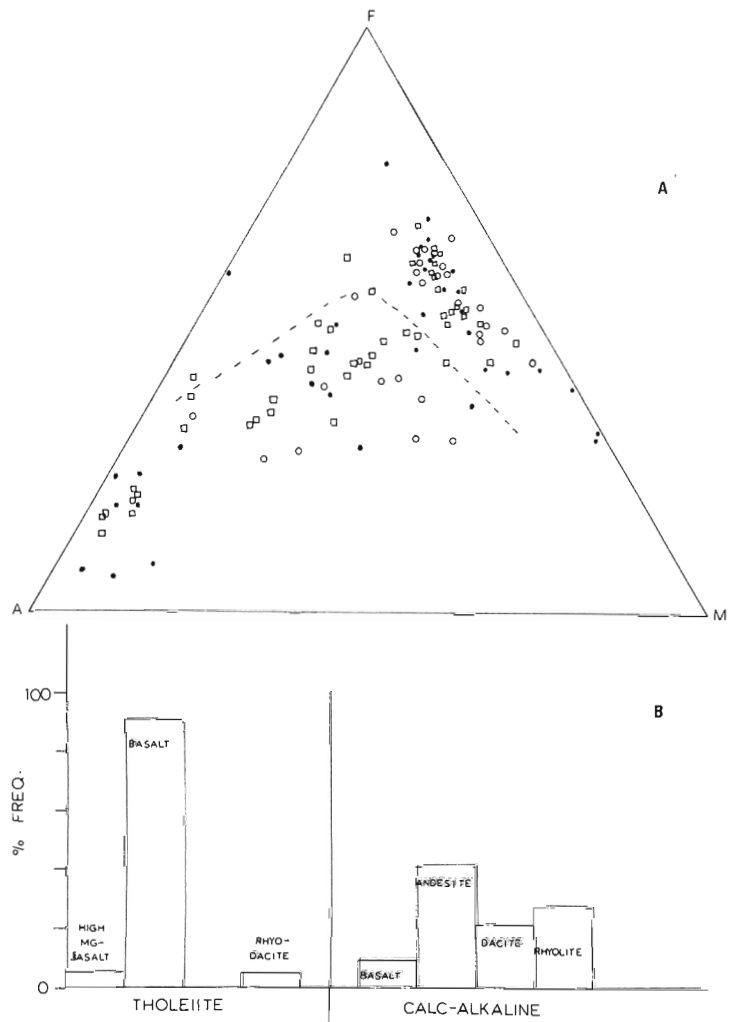 F
A
A
M
100
B
BASALT
% FREQ.
HIGH
MG-
BASALT
RHYO-
DACITE
ANDESITE
DACITE
RHYOLITE
BASALT
0
THOLEIITE
CALC-ALKALINE